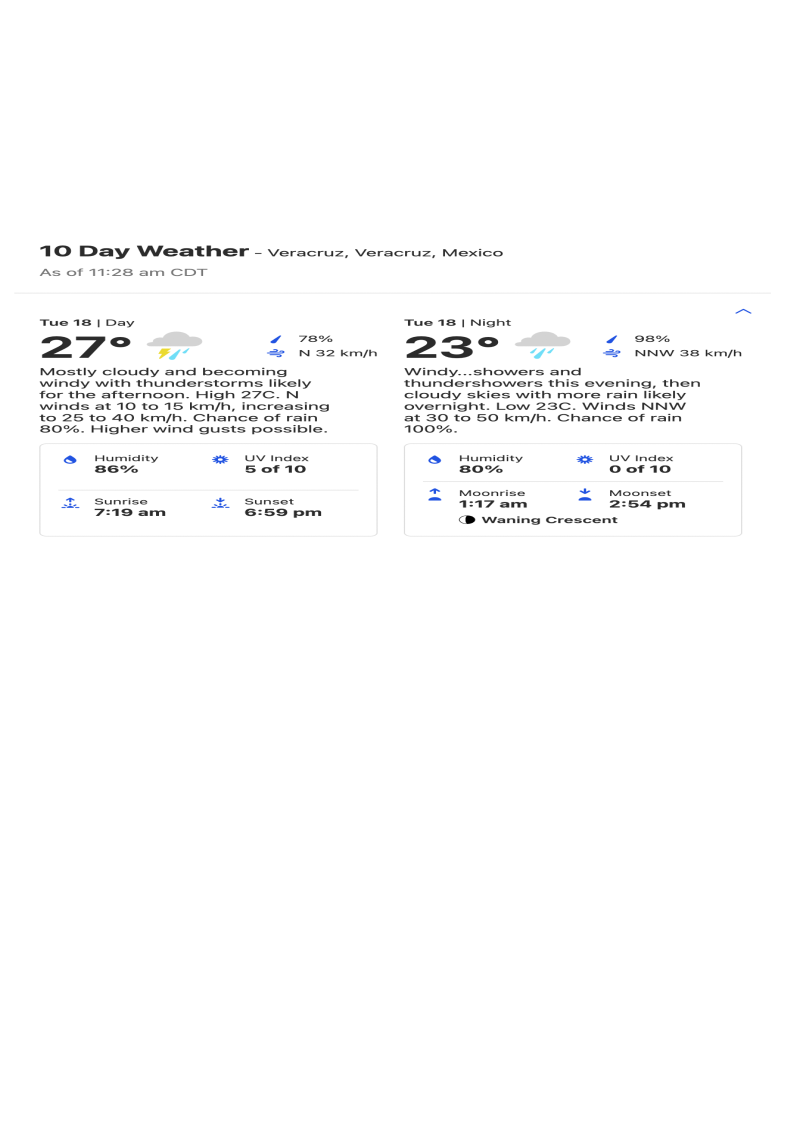 10 Day Weather - Veracruz, Veracruz, Mexico
As of 11:28 am CDT
Tue 18 | Day
27°
78%
N 32 km/h
Mostly cloudy and becoming
windy with thunderstorms likely
for the afternoon. High 27C. N
winds at 10 to 15 km/h, increasing
to 25 to 40 km/h. Chance of rain
80%. Higher wind gusts possible.
Humidity
86%
UV Index
5 of 10
Sunrise
7:19 am
Sunset
6:59 pm
Tue 18 | Night
23°
98%
NNW 38 km/h
Windy...showers and
thundershowers this evening, then
cloudy skies with more rain likely
overnight. Low 23C. Winds NNW
at 30 to 50 km/h. Chance of rain
100%.
Humidity
80%
UV Index
0 of 10
Moonrise
1:17 am
Moonset
2:54 pm
Waning Crescent